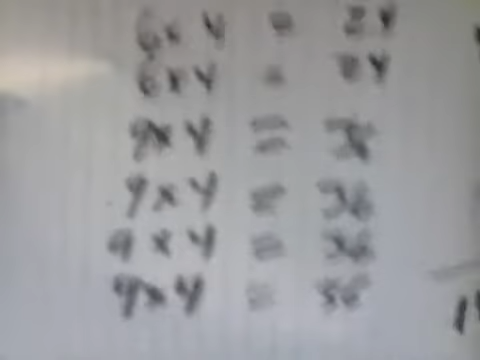 6x4 = 24
6x4 = 24
9x4 = 36
9x4 = 36
9x4 = 36
9x4 = 36